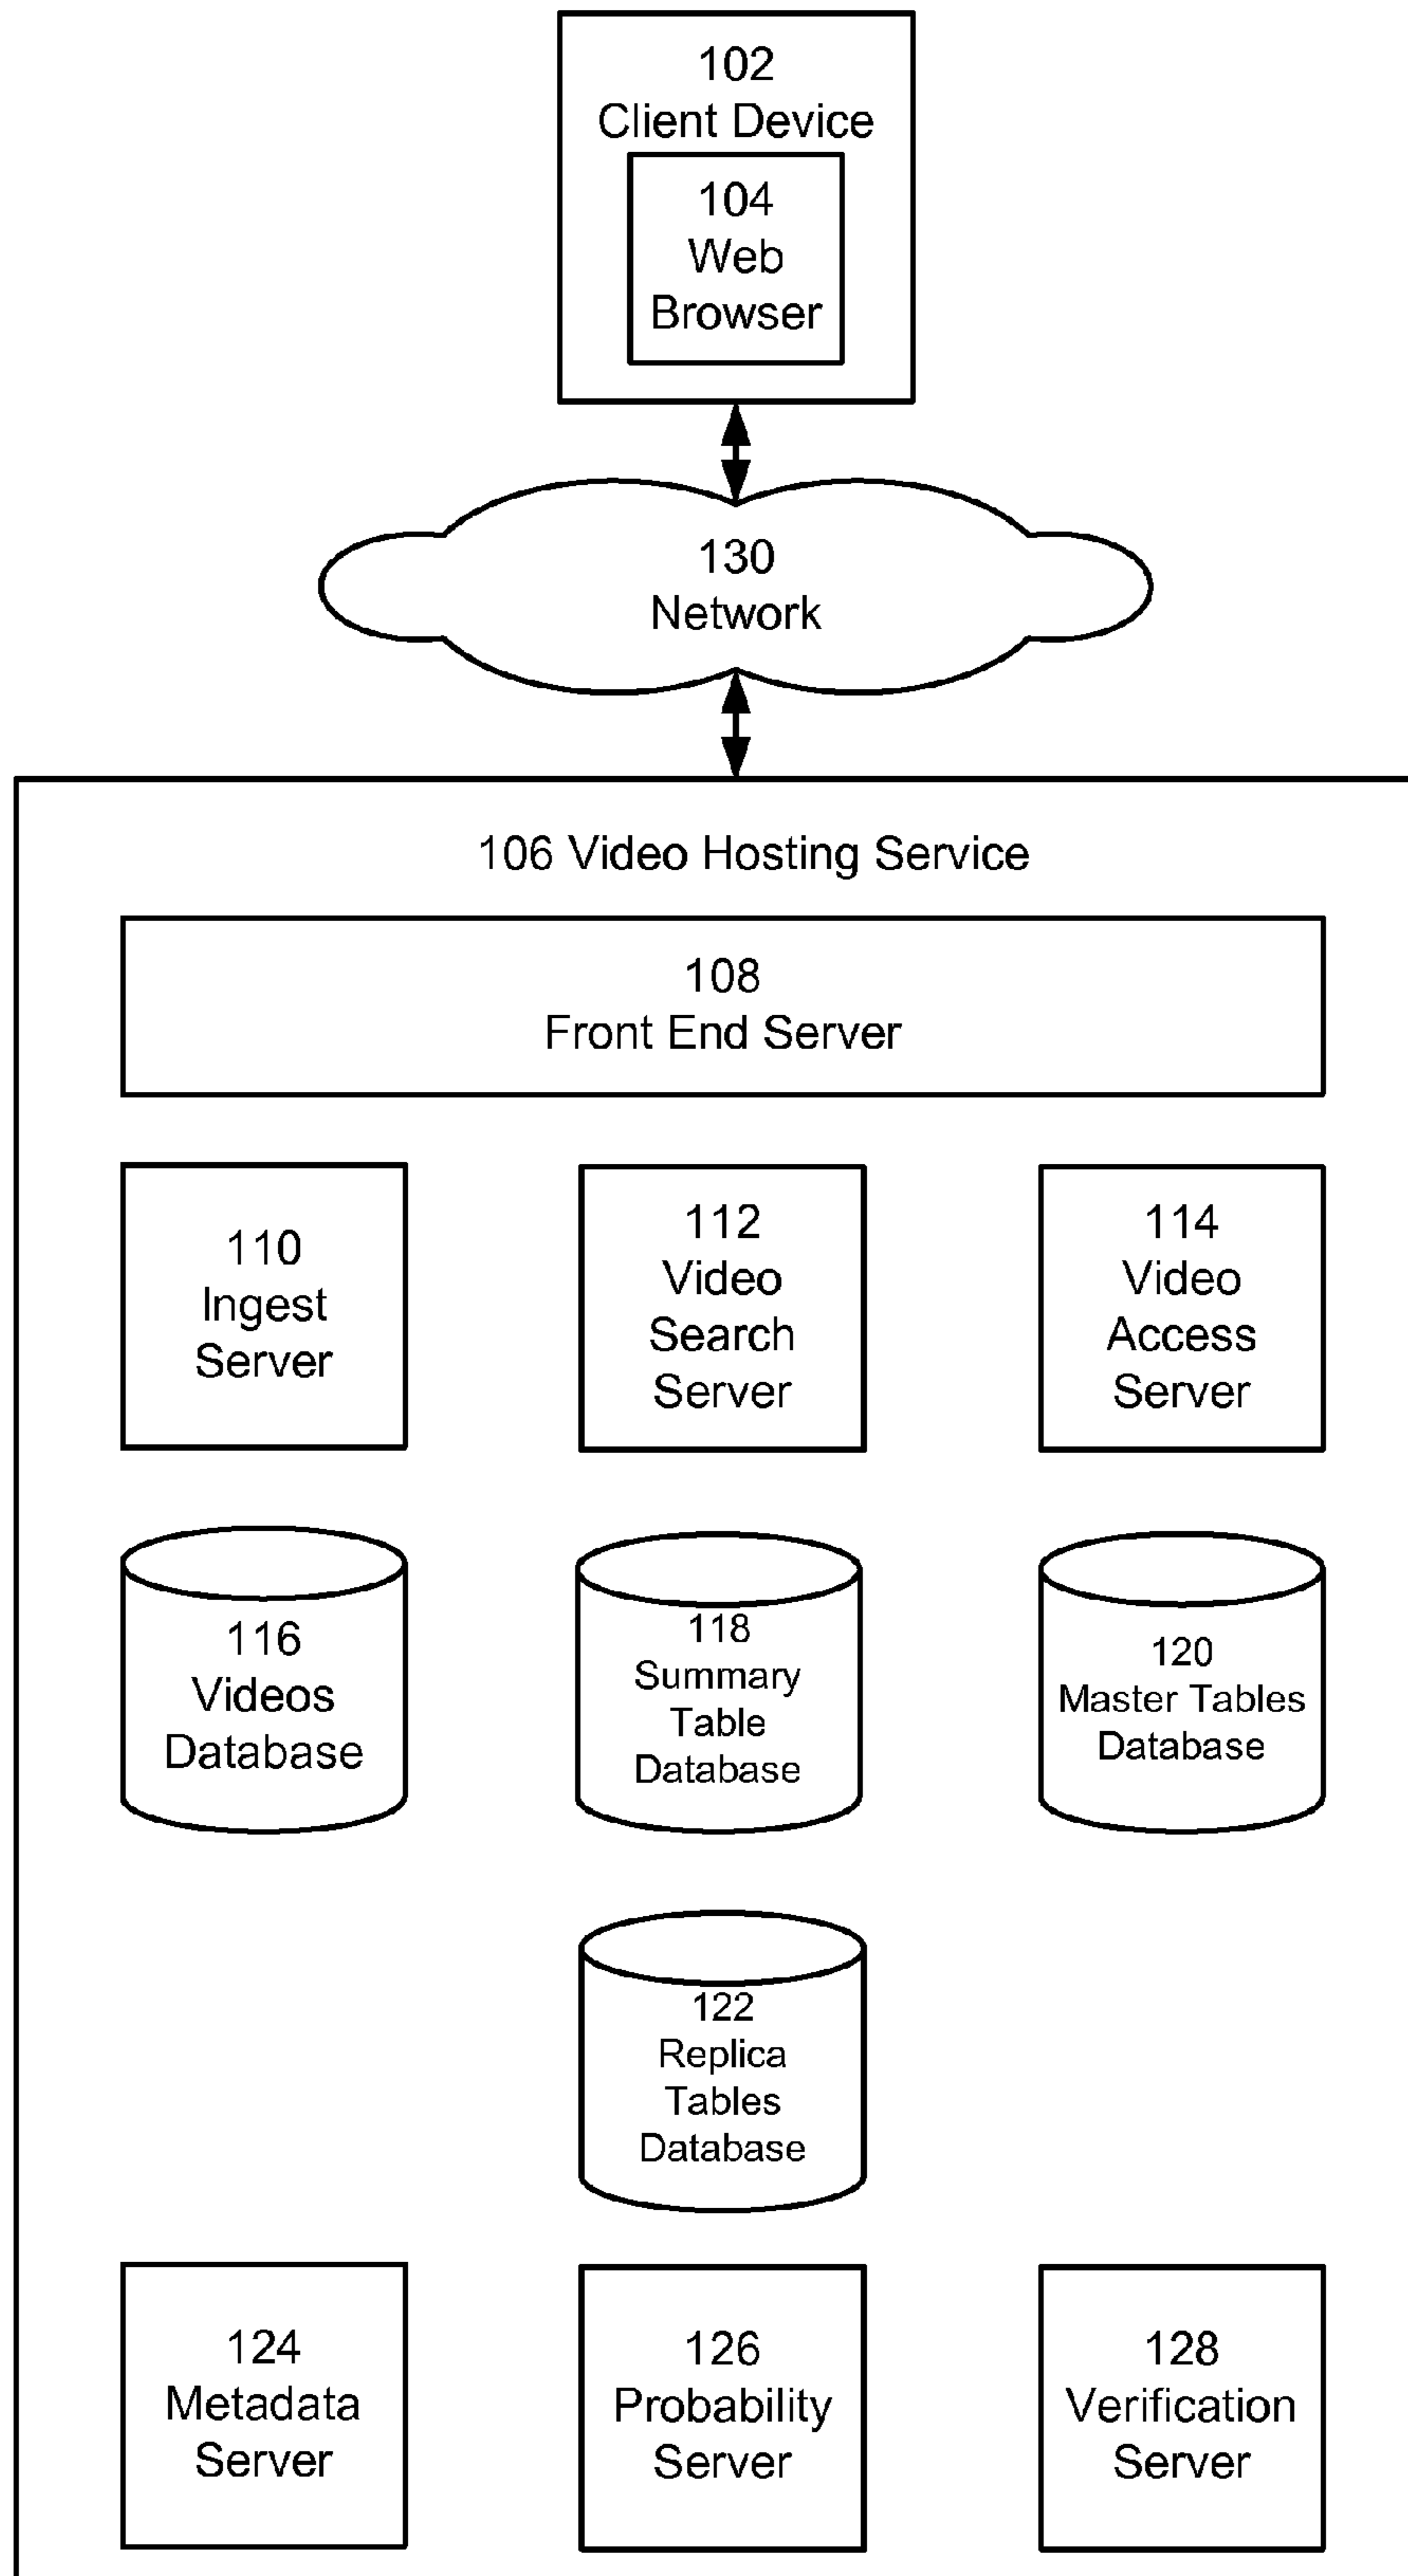 102
Client Device
104
Web
Browser
130
Network
106 Video Hosting Service
108
Front End Server
110
Ingest
Server
112
Video
Search
Server
114
Video
Access
Server
116
Videos
Database
118
Summary
Table
Database
120
Master Tables
Database
122
Replica
Tables
Database
124
Metadata
Server
126
Probability
Server
128
Verification
Server